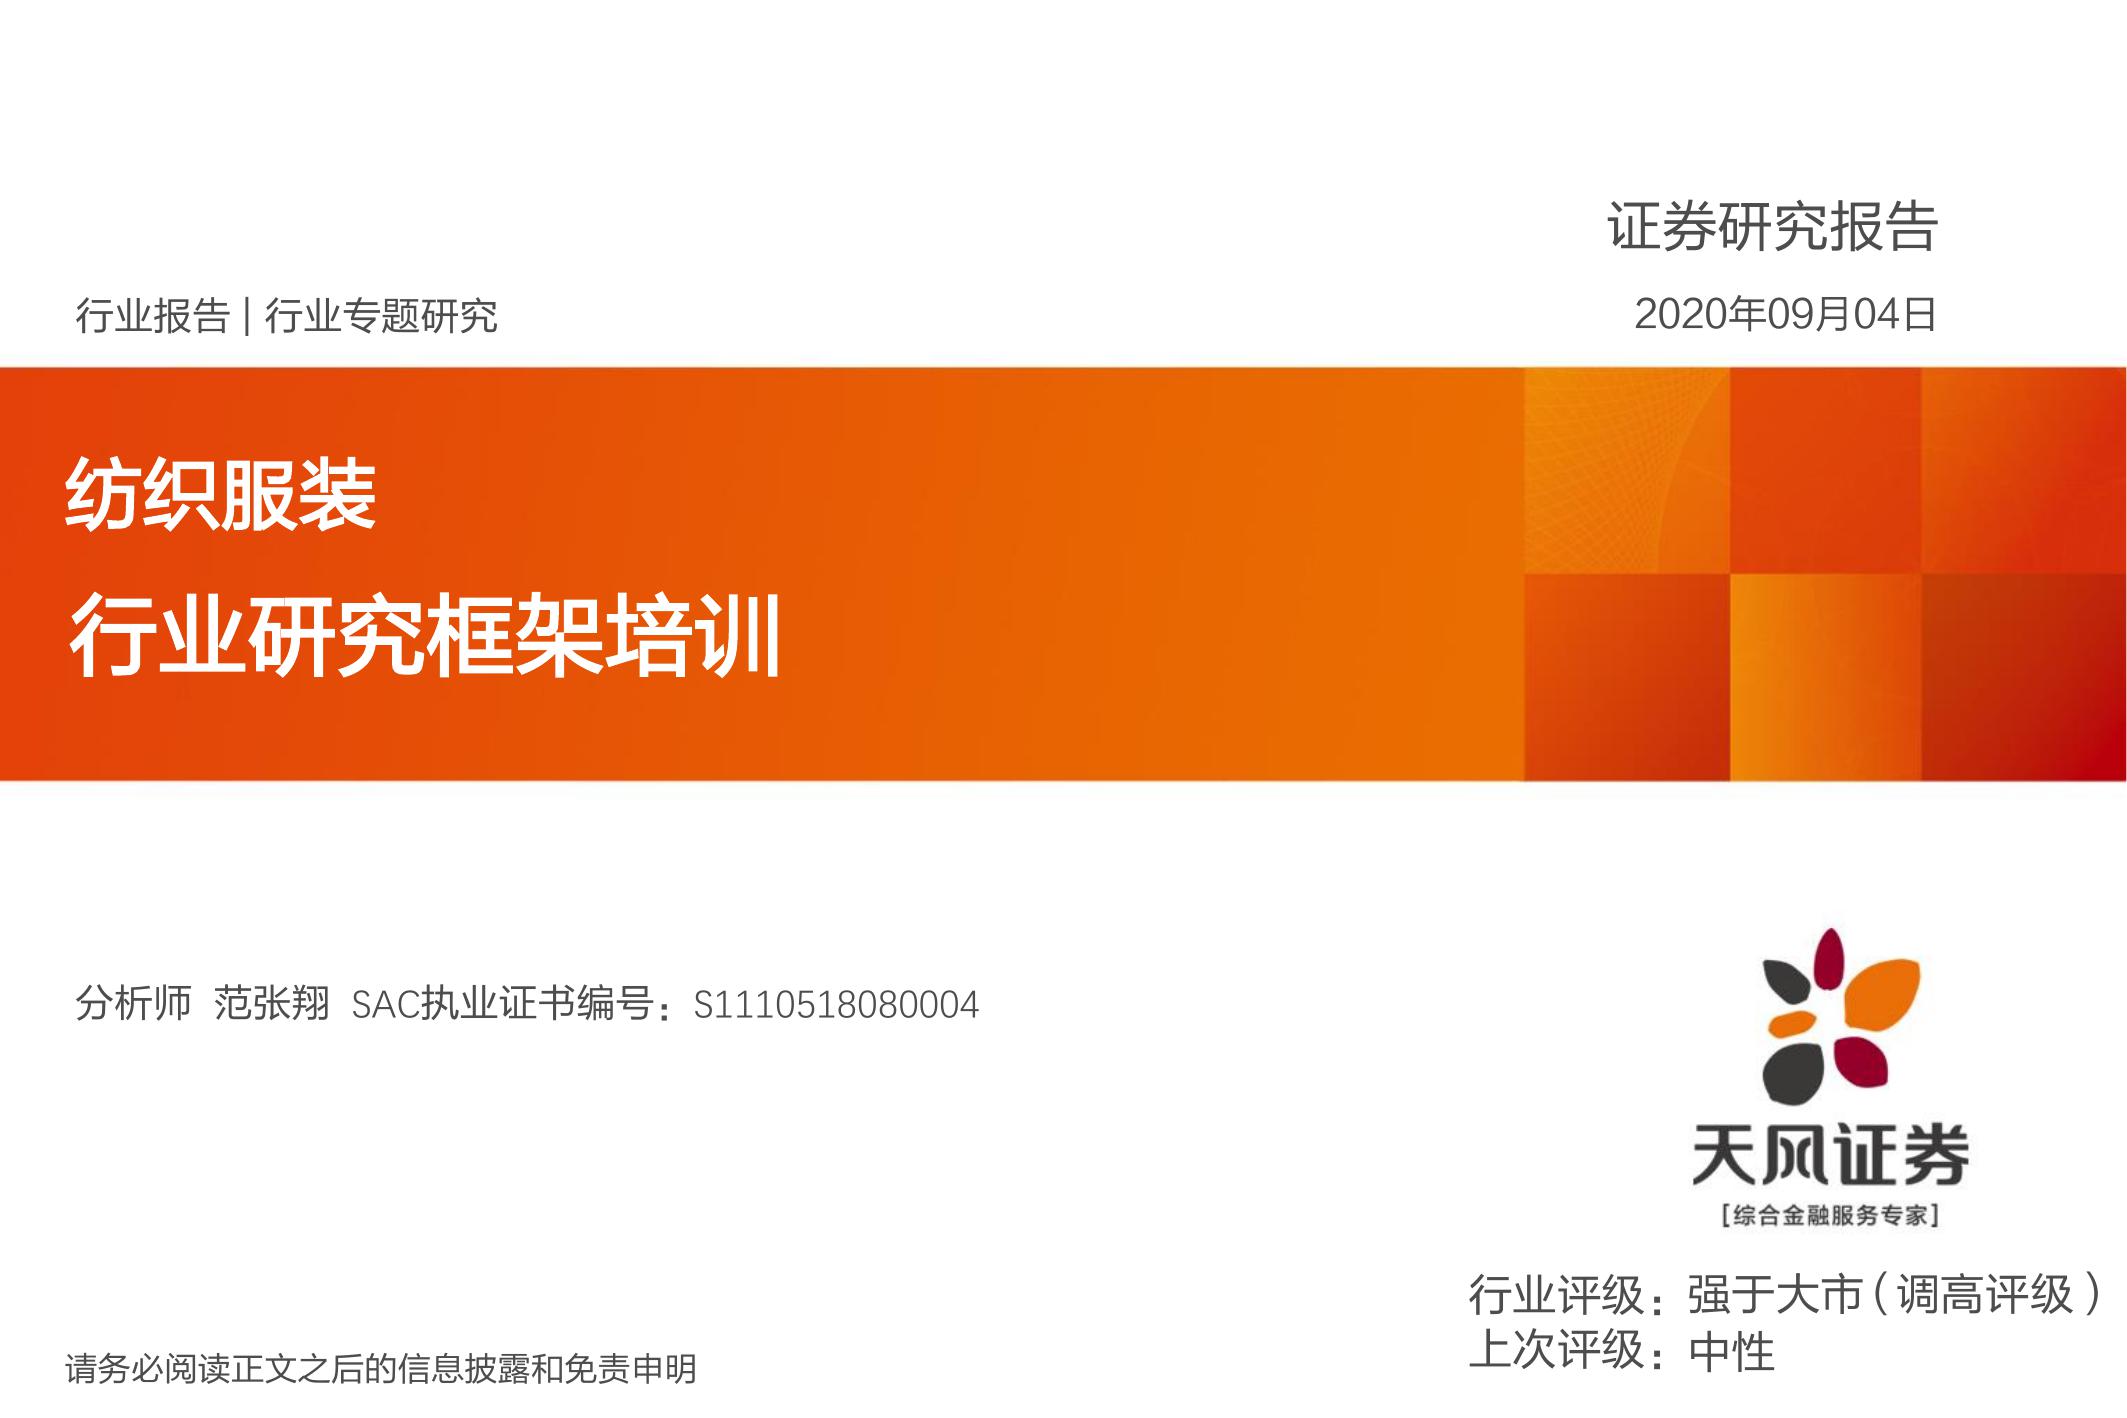 证券研究报告
行业报告 | 行业专题研究
2020年09月04日
纺织服装
行业研究框架培训
分析师 范张翔 SAC执业证书编号：S1110518080004
天风证券
[综合金融服务专家]
行业评级：强于大市（调高评级）
上次评级：中性
请务必阅读正文之后的信息披露和免责申明